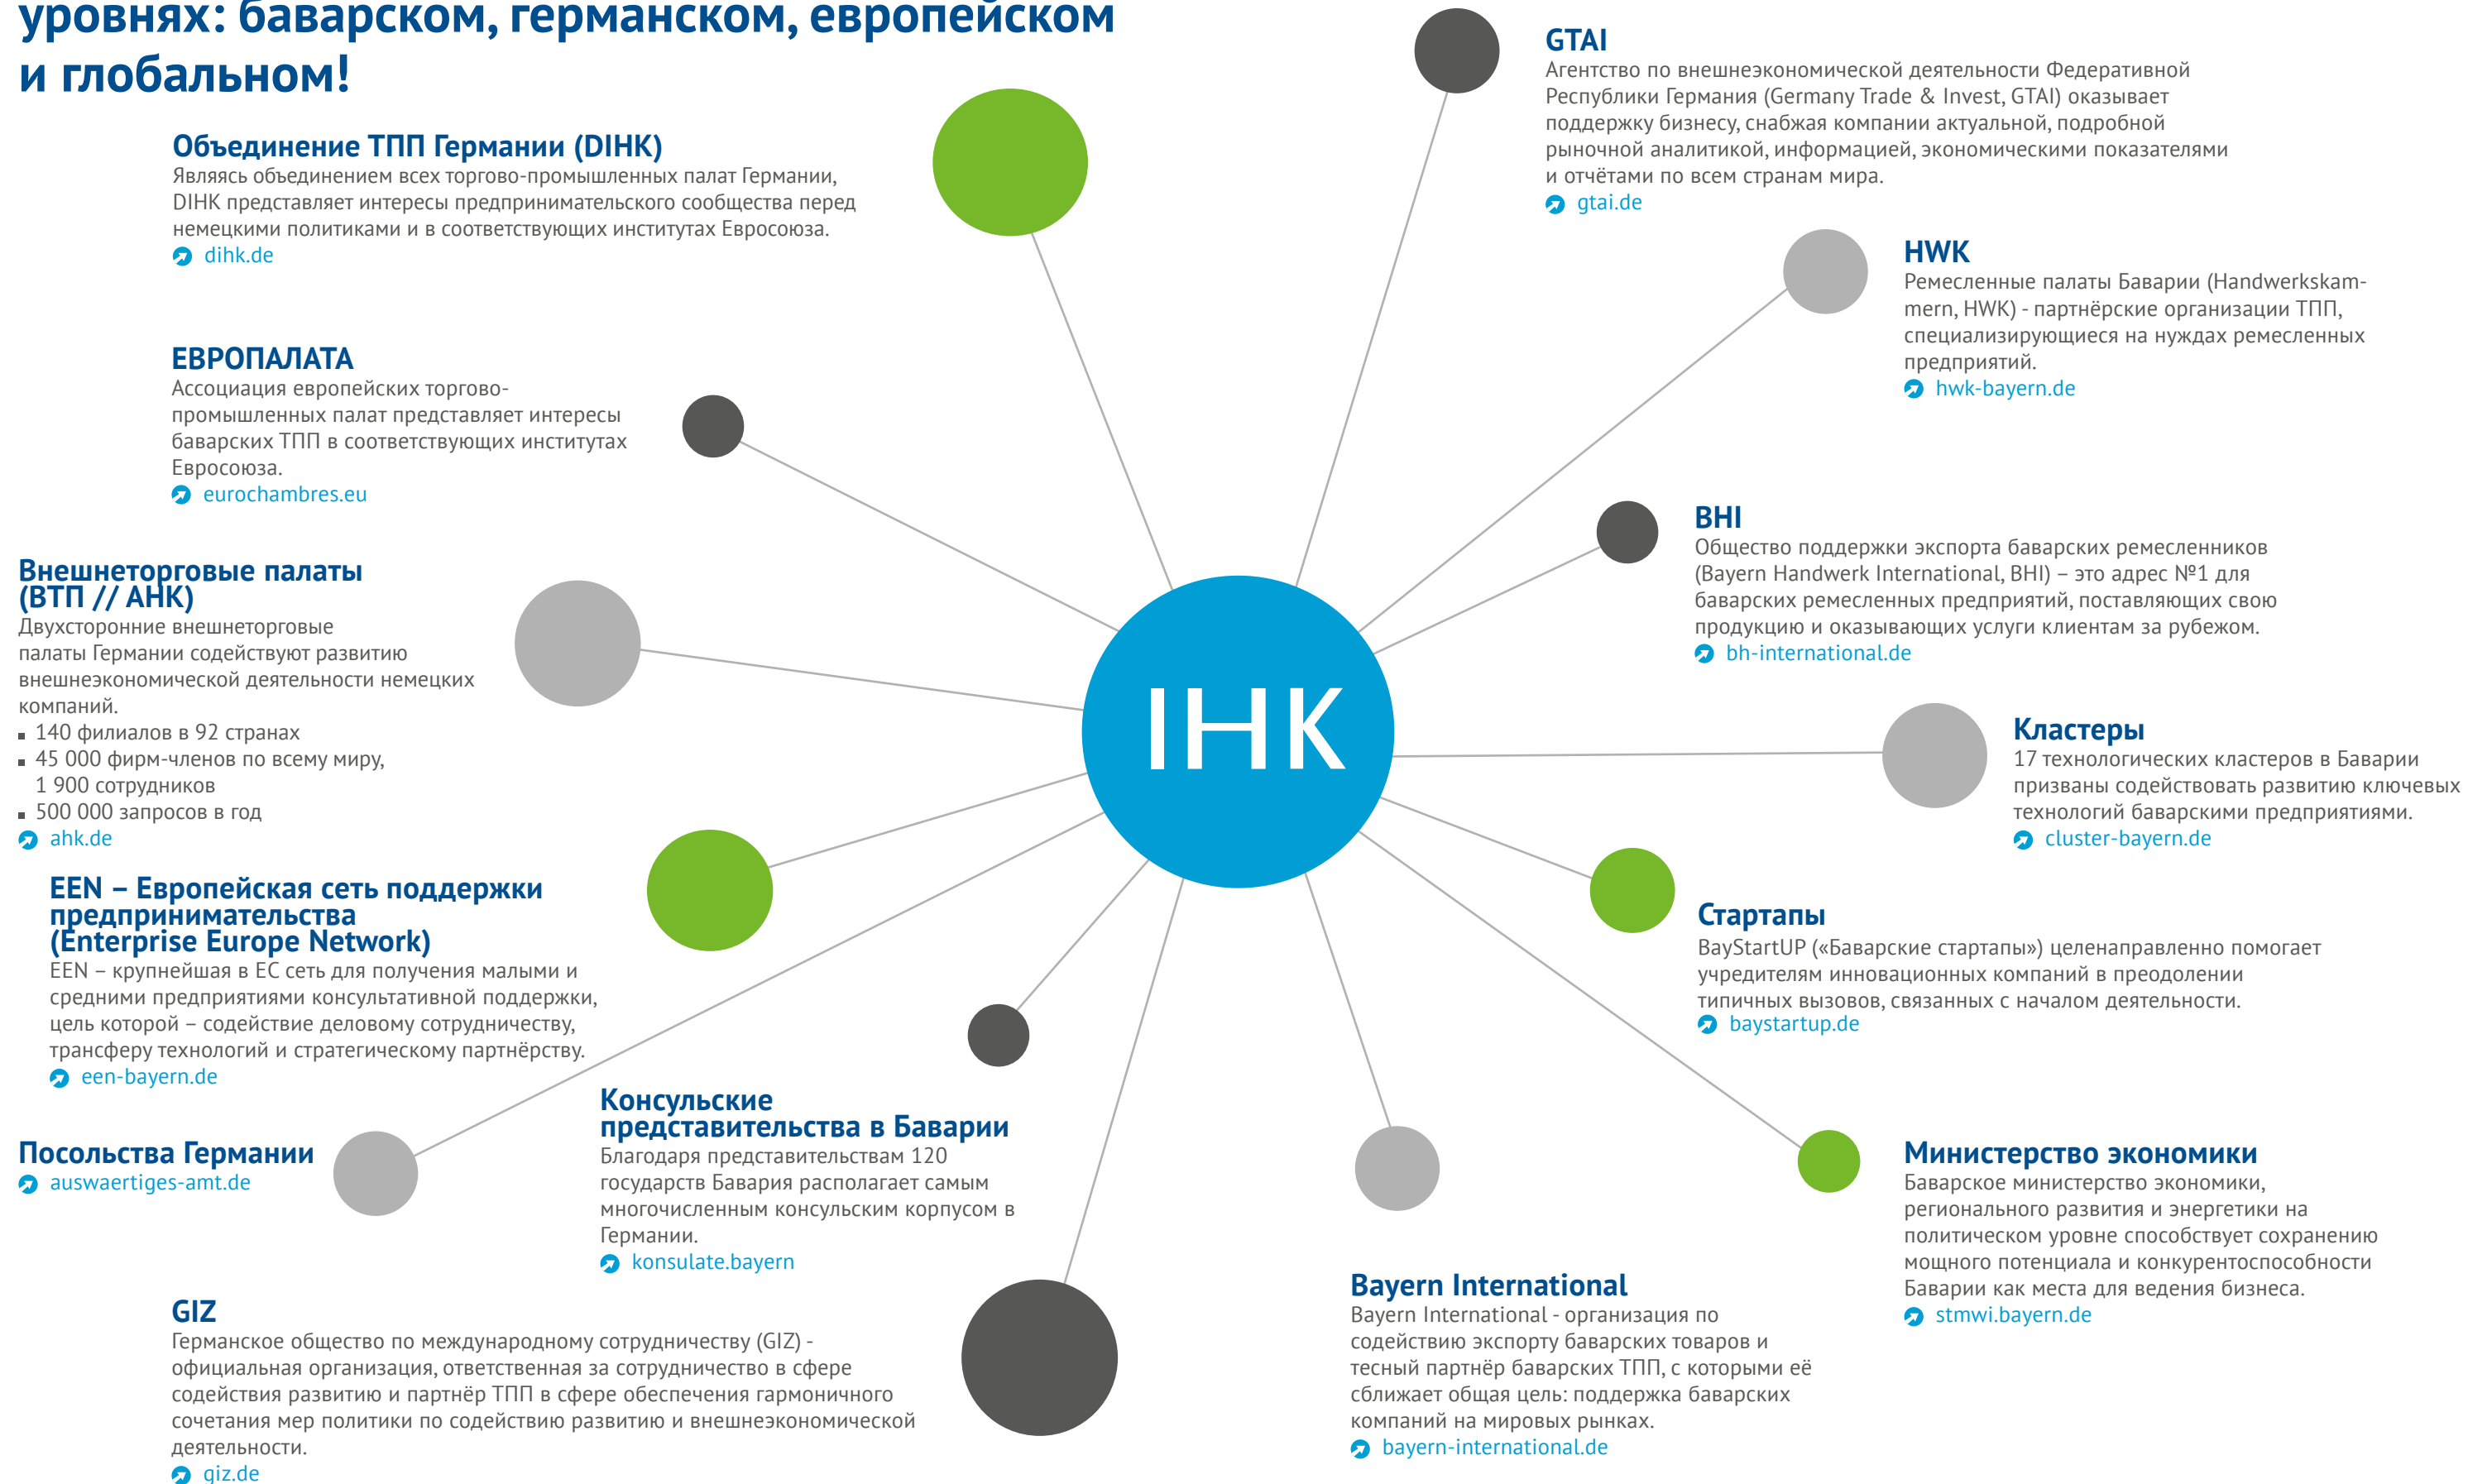 уровнях: баварском, германском, европейском
и глобальном!
Объединение ТПП Германии (DIHK)
Являясь объединением всех торгово-промышленных палат Германии,
DIHK представляет интересы предпринимательского сообщества перед
немецкими политиками и в соответствующих институтах Евросоюза.
dihk.de
ЕВРОПАЛАТА
Ассоциация европейских торгово-
промышленных палат представляет интересы
баварских ТПП в соответствующих институтах
Евросоюза.
eurochambres.eu
Внешнеторговые палаты
(ВТП // AHK)
Двухсторонние внешнеторговые
палаты Германии содействуют развитию
внешнеэкономической деятельности немецких
компаний.
▪ 140 филиалов в 92 странах
▪ 45 000 фирм-членов по всему миру,
1 900 сотрудников
▪ 500 000 запросов в год
ahk.de
EEN – Европейская сеть поддержки
предпринимательства
(Enterprise Europe Network)
EEN – крупнейшая в ЕС сеть для получения малыми и
средними предприятиями консультативной поддержки,
цель которой – содействие деловому сотрудничеству,
трансферу технологий и стратегическому партнёрству.
een-bayern.de
Посольства Германии
auswaertiges-amt.de
Консульские
представительства в Баварии
Благодаря представительствам 120
государств Бавария располагает самым
многочисленным консульским корпусом в
Германии.
konsulate.bayern
GIZ
Германское общество по международному сотрудничеству (GIZ) -
официальная организация, ответственная за сотрудничество в сфере
содействия развитию и партнёр ТПП в сфере обеспечения гармоничного
сочетания мер политики по содействию развитию и внешнеэкономической
деятельности.
giz.de
IHK
GTAI
Агентство по внешнеэкономической деятельности Федеративной
Республики Германия (Germany Trade & Invest, GTAI) оказывает
поддержку бизнесу, снабжая компании актуальной, подробной
рыночной аналитикой, информацией, экономическими показателями
и отчётами по всем странам мира.
gtai.de
HWK
Ремесленные палаты Баварии (Handwerkskam-
mern, HWK) - партнёрские организации ТПП,
специализирующиеся на нуждах ремесленных
предприятий.
hwk-bayern.de
BHI
Общество поддержки экспорта баварских ремесленников
(Bayern Handwerk International, BHI) – это адрес №1 для
баварских ремесленных предприятий, поставляющих свою
продукцию и оказывающих услуги клиентам за рубежом.
bh-international.de
Кластеры
17 технологических кластеров в Баварии
призваны содействовать развитию ключевых
технологий баварскими предприятиями.
cluster-bayern.de
Стартапы
BayStartUP («Баварские стартапы») целенаправленно помогает
учредителям инновационных компаний в преодолении
типичных вызовов, связанных с началом деятельности.
baystartup.de
Министерство экономики
Баварское министерство экономики,
регионального развития и энергетики на
политическом уровне способствует сохранению
мощного потенциала и конкурентоспособности
Баварии как места для ведения бизнеса.
stmwi.bayern.de
Bayern International
Bayern International - организация по
содействию экспорту баварских товаров и
тесный партнёр баварских ТПП, с которыми её
сближает общая цель: поддержка баварских
компаний на мировых рынках.
bayern-international.de